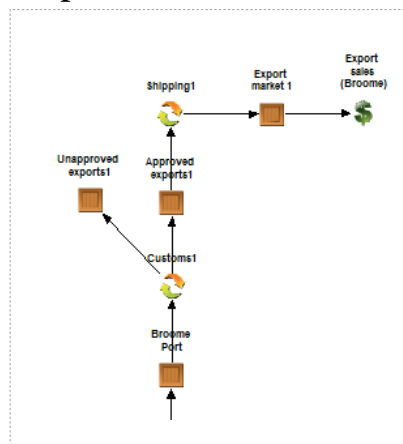 Export
sales
(Broome)
Shipping1
Export
market 1
Unapproved
exports1
Approved
exports1
Customs1
Broome
Port